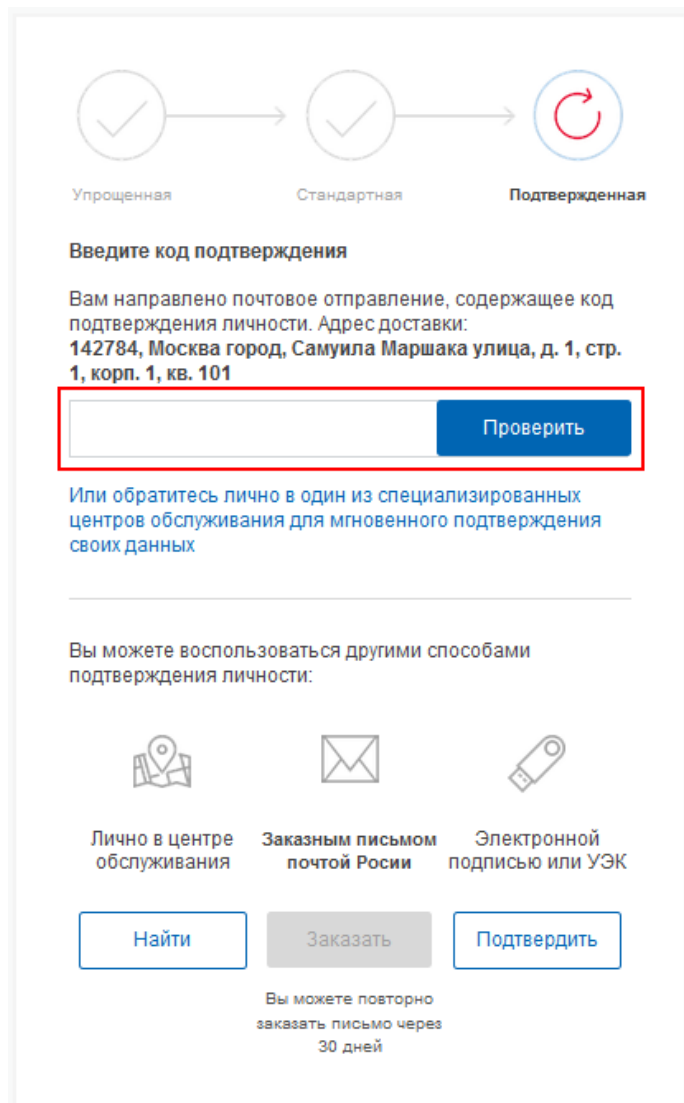 Упрощенная Стандартная Подтвержденная
Введите код подтверждения
Вам направлено почтовое отправление, содержащее код
подтверждения личности. Адрес доставки:
142784, Москва город, Самуила Маршака улица, д. 1, стр.
1, корп. 1, кв. 101
Проверить
Или обратитесь лично в один из специализированных
центров обслуживания для мгновенного подтверждения
своих данных
Вы можете воспользоваться другими способами
подтверждения личности:
Лично в центре
обслуживания
Заказным письмом
почтой Росии
Электронной
подписью или УЭК
Найти
Заказать
Подтвердить
Вы можете повторно
заказать письмо через
30 дней